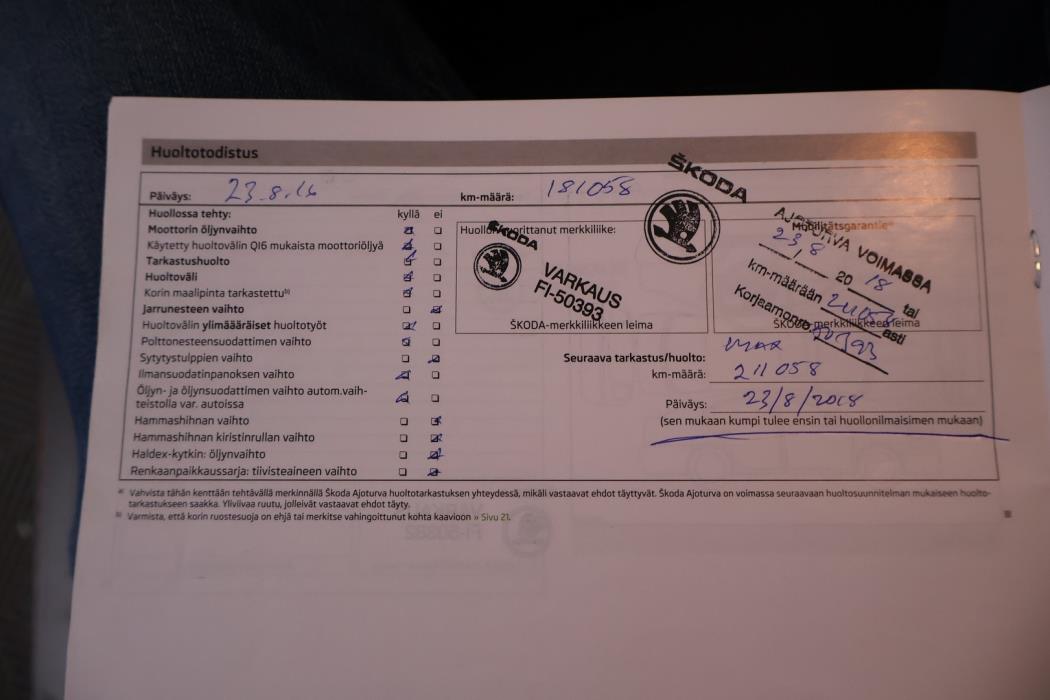 Huoltotodistus
Päiväys: 23.8.16 km-määrä: 181058
Huollossa tehty: kyllä ei
Moottorin öljynvaihto
Käytetty huoltovälin QI6 mukaista moottoriöljyä
Tarkastushuolto
Huoltoväli
Korin maalipinta tarkastettu b)
Jarrunesteen vaihto
Huoltovälin ylimääräiset huoltotyöt
Polttonesteensuodattimen vaihto
Sytytystulppien vaihto
Ilmansuodatinpanoksen vaihto
Öljyn- ja öljynsuodattimen vaihto autom.vaih-
teistolla var. autoissa
Hammashihnan vaihto
Hammashihnan kiristinrullan vaihto
Haldex-kytkin: öljynvaihto
Renkaanpaikkaussarja: tiivisteaineen vaihto
merkkiliike:
ŠKODA
VARKAUS
FI-50393
ŠKODA-merkkiliikkeen leima
ŠKODA
Mobilitätsgarantie
AJOTURVA VOIMASSA
23,8 20 18 tai
km-määrään asti
Korjaamonro. 50393
ŠKODA-merkkiliikkeen leima
Seuraava tarkastus/huolto: max
km-määrä: 211058
Päiväys: 23/8/2018
(sen mukaan kumpi tulee ensin tai huollonilmaisimen mukaan)
a) Vahvista tähän kenttään tehtävällä merkinnällä Škoda Ajoturva huoltotarkastuksen yhteydessä, mikäli vastaavat ehdot täyttyvät. Škoda Ajoturva on voimassa seuraavaan huoltosuunnitelman mukaiseen huolto-
tarkastukseen saakka. Yliviivaa ruutu, jolleivät vastaavat ehdot täyty.
b) Varmista, että korin ruostesuoja on ehjä tai merkitse vahingoittunut kohta kaavioon » Sivu 21.